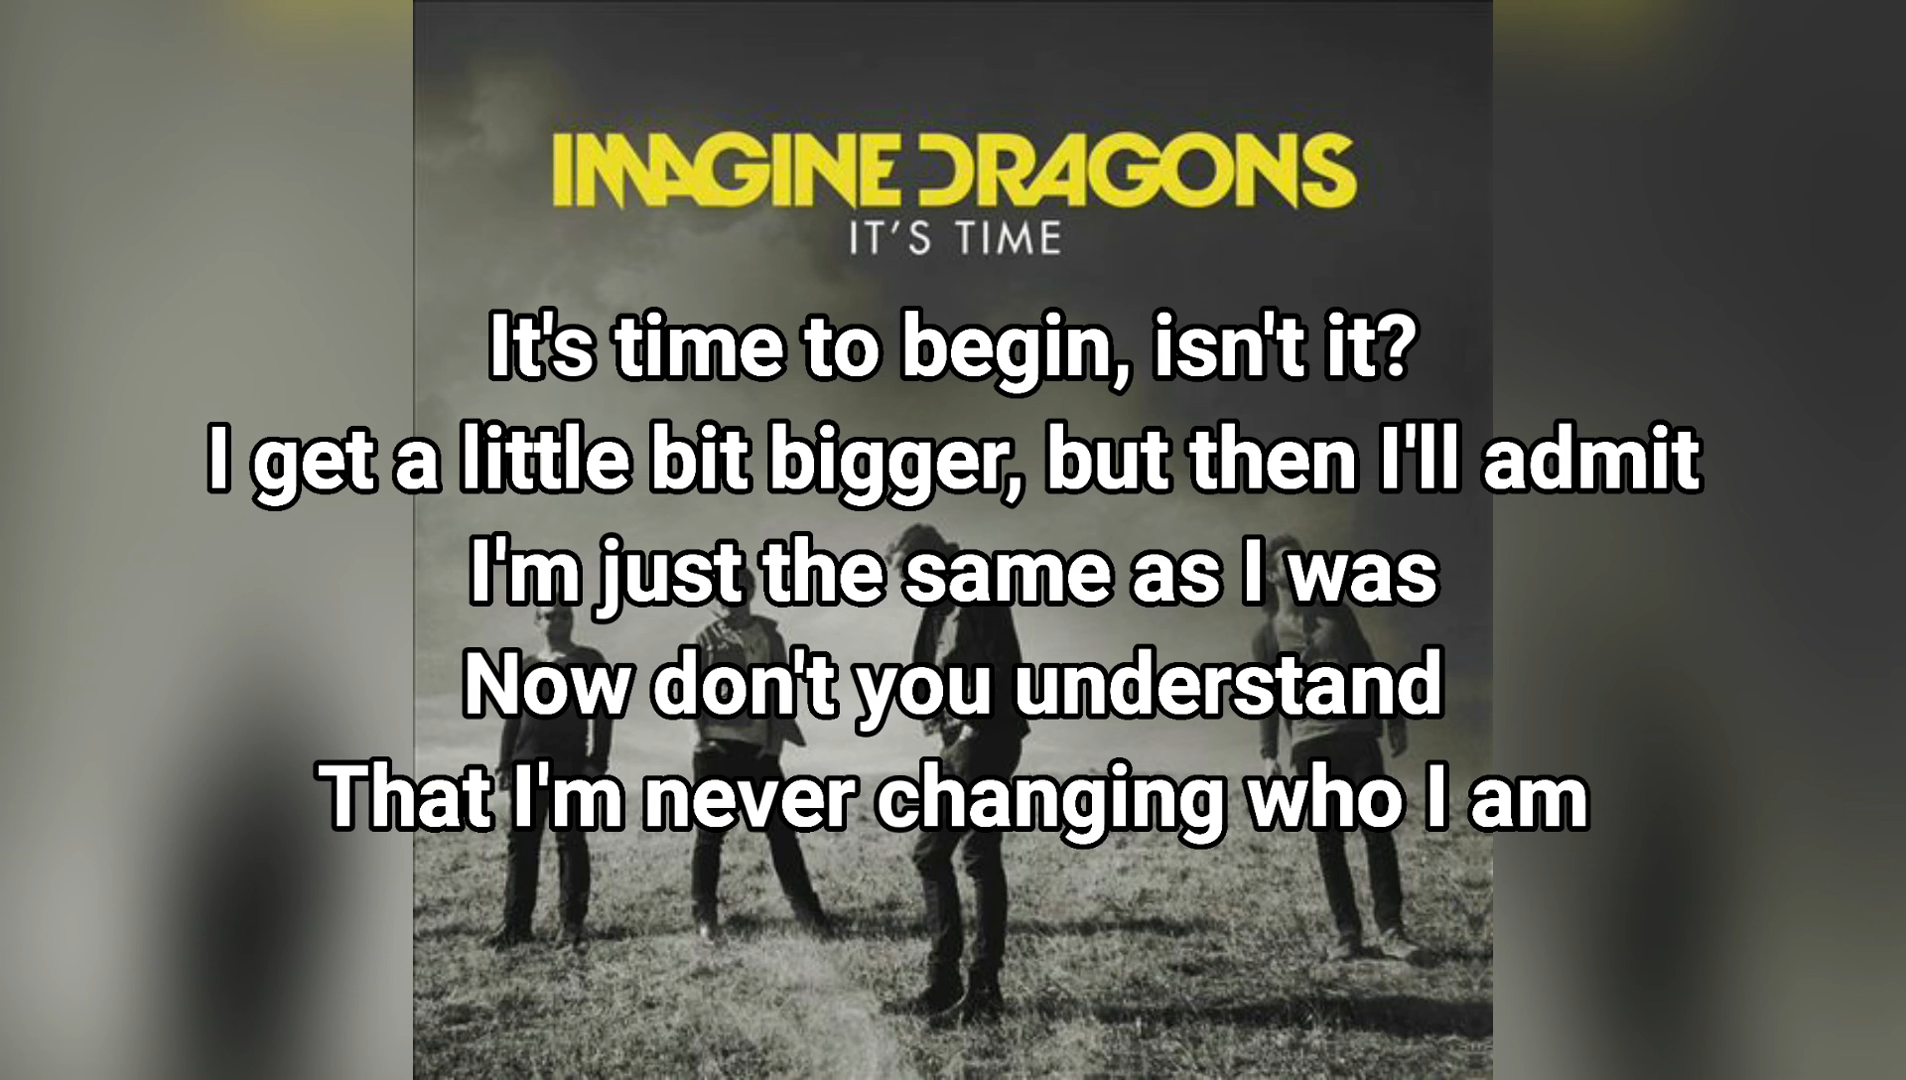 IMAGINE DRAGONS
IT'S TIME
It's time to begin, isn't it?
I get a little bit bigger, but then I'll admit
I'm just the same as I was
Now don't you understand
That I'm never changing who I am